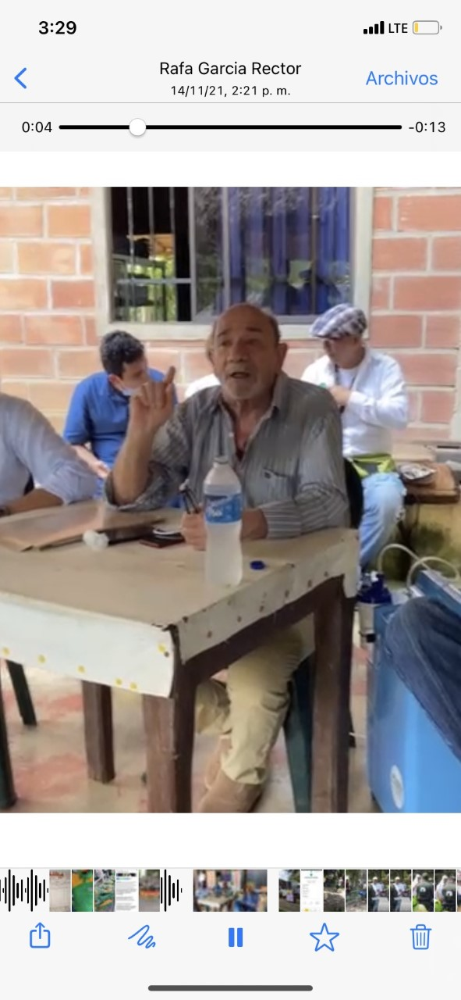 3:29
LTE
Rafa Garcia Rector
Archivos
14/11/21, 2:21 p. m.
0:04
-0:13